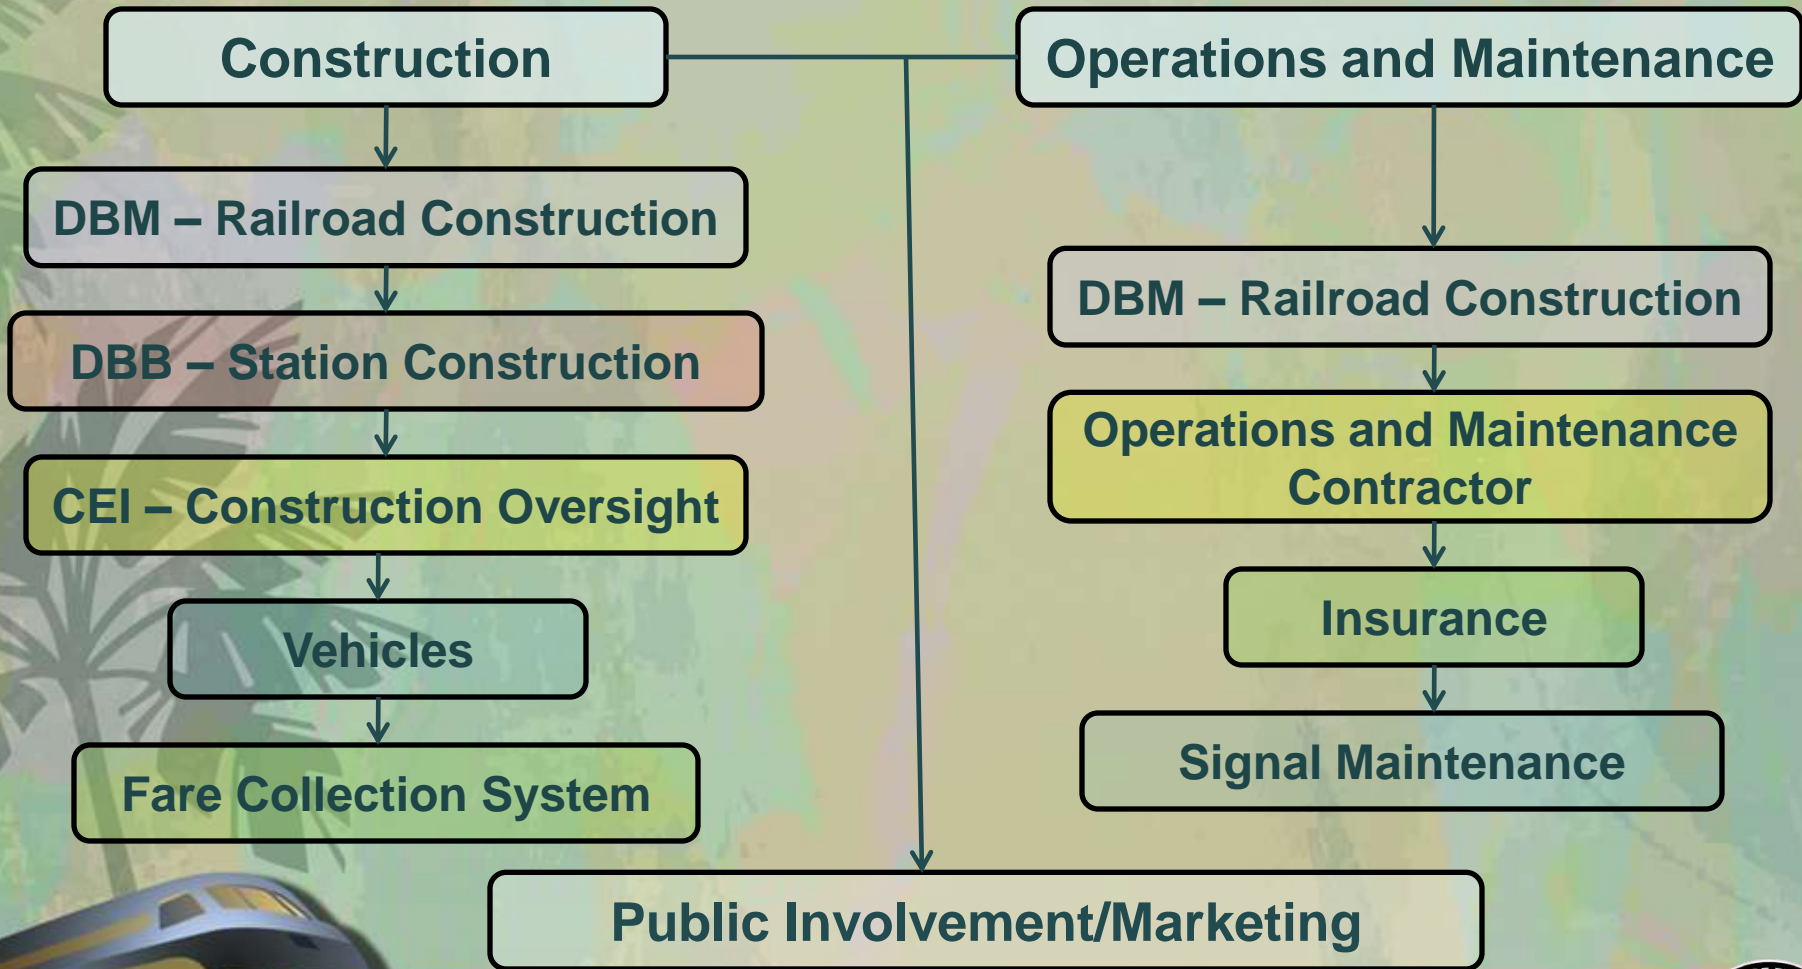 Construction
Operations and Maintenance
DBM – Railroad Construction
DBB – Station Construction
CEI – Construction Oversight
Vehicles
Fare Collection System
DBM – Railroad Construction
Operations and Maintenance
Contractor
Insurance
Signal Maintenance
Public Involvement/Marketing